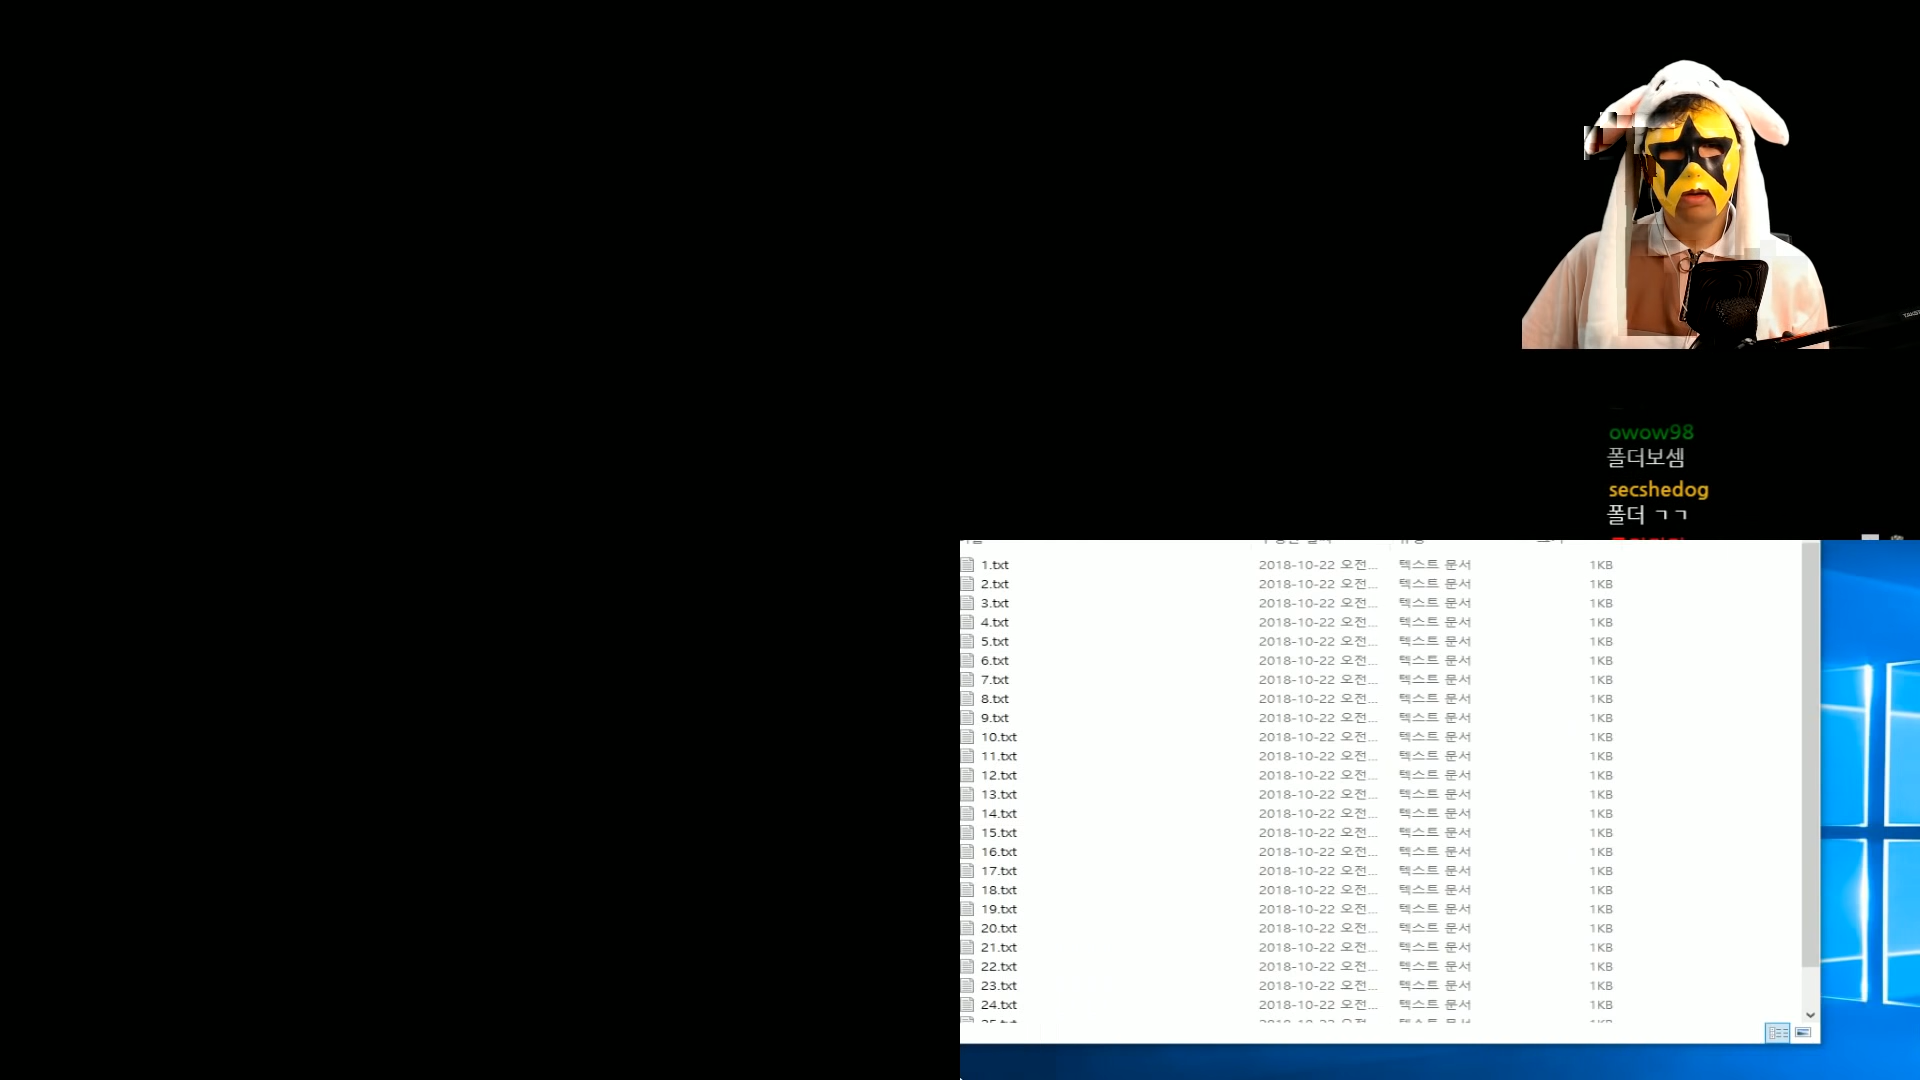 owow98
폴더보셈
secshedog
폴더 ㄱㄱ
1.txt 2018-10-22 오전... 텍스트 문서 1KB
2.txt 2018-10-22 오전... 텍스트 문서 1KB
3.txt 2018-10-22 오전... 텍스트 문서 1KB
4.txt 2018-10-22 오전... 텍스트 문서 1KB
5.txt 2018-10-22 오전... 텍스트 문서 1KB
6.txt 2018-10-22 오전... 텍스트 문서 1KB
7.txt 2018-10-22 오전... 텍스트 문서 1KB
8.txt 2018-10-22 오전... 텍스트 문서 1KB
9.txt 2018-10-22 오전... 텍스트 문서 1KB
10.txt 2018-10-22 오전... 텍스트 문서 1KB
11.txt 2018-10-22 오전... 텍스트 문서 1KB
12.txt 2018-10-22 오전... 텍스트 문서 1KB
13.txt 2018-10-22 오전... 텍스트 문서 1KB
14.txt 2018-10-22 오전... 텍스트 문서 1KB
15.txt 2018-10-22 오전... 텍스트 문서 1KB
16.txt 2018-10-22 오전... 텍스트 문서 1KB
17.txt 2018-10-22 오전... 텍스트 문서 1KB
18.txt 2018-10-22 오전... 텍스트 문서 1KB
19.txt 2018-10-22 오전... 텍스트 문서 1KB
20.txt 2018-10-22 오전... 텍스트 문서 1KB
21.txt 2018-10-22 오전... 텍스트 문서 1KB
22.txt 2018-10-22 오전... 텍스트 문서 1KB
23.txt 2018-10-22 오전... 텍스트 문서 1KB
24.txt 2018-10-22 오전... 텍스트 문서 1KB